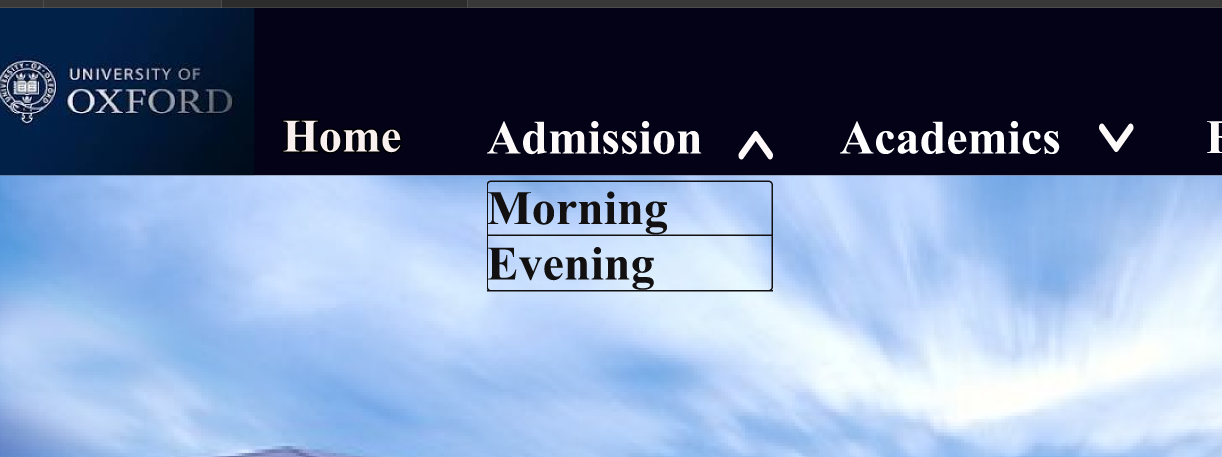 UNIVERSITY OF
OXFORD
Home Admission Academics
Morning
Evening